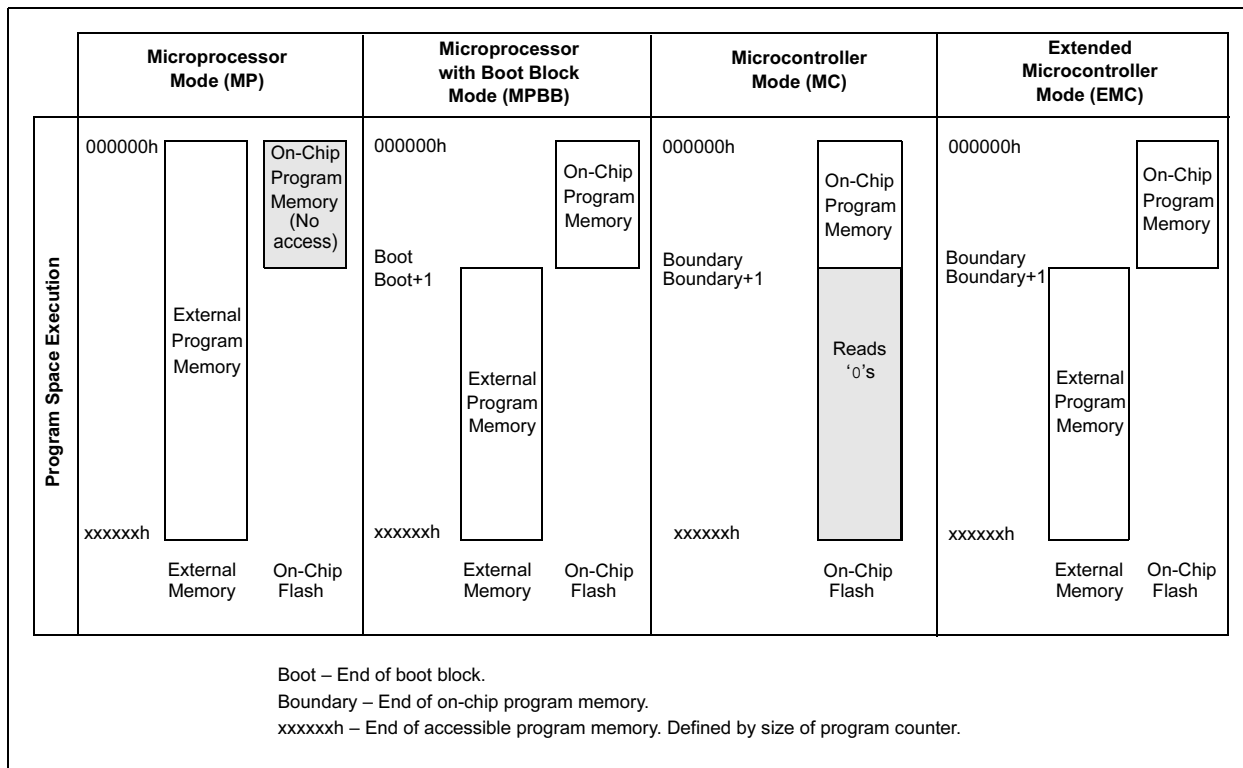 Microprocessor
Mode (MP)
Microprocessor
with Boot Block
Mode (MPBB)
Microcontroller
Mode (MC)
Extended
Microcontroller
Mode (EMC)
Program Space Execution
000000h
External
Program
Memory
On-Chip
Program
Memory
(No
access)
xxxxxxh
External
Memory
On-Chip
Flash
000000h
On-Chip
Program
Memory
Boot
Boot+1
External
Program
Memory
xxxxxxh
External
Memory
On-Chip
Flash
000000h
On-Chip
Program
Memory
Boundary
Boundary+1
Reads
‘0’s
xxxxxxh
On-Chip
Flash
000000h
On-Chip
Program
Memory
Boundary
Boundary+1
External
Program
Memory
xxxxxxh
External
Memory
On-Chip
Flash
Boot – End of boot block.
Boundary – End of on-chip program memory.
xxxxxxh – End of accessible program memory. Defined by size of program counter.